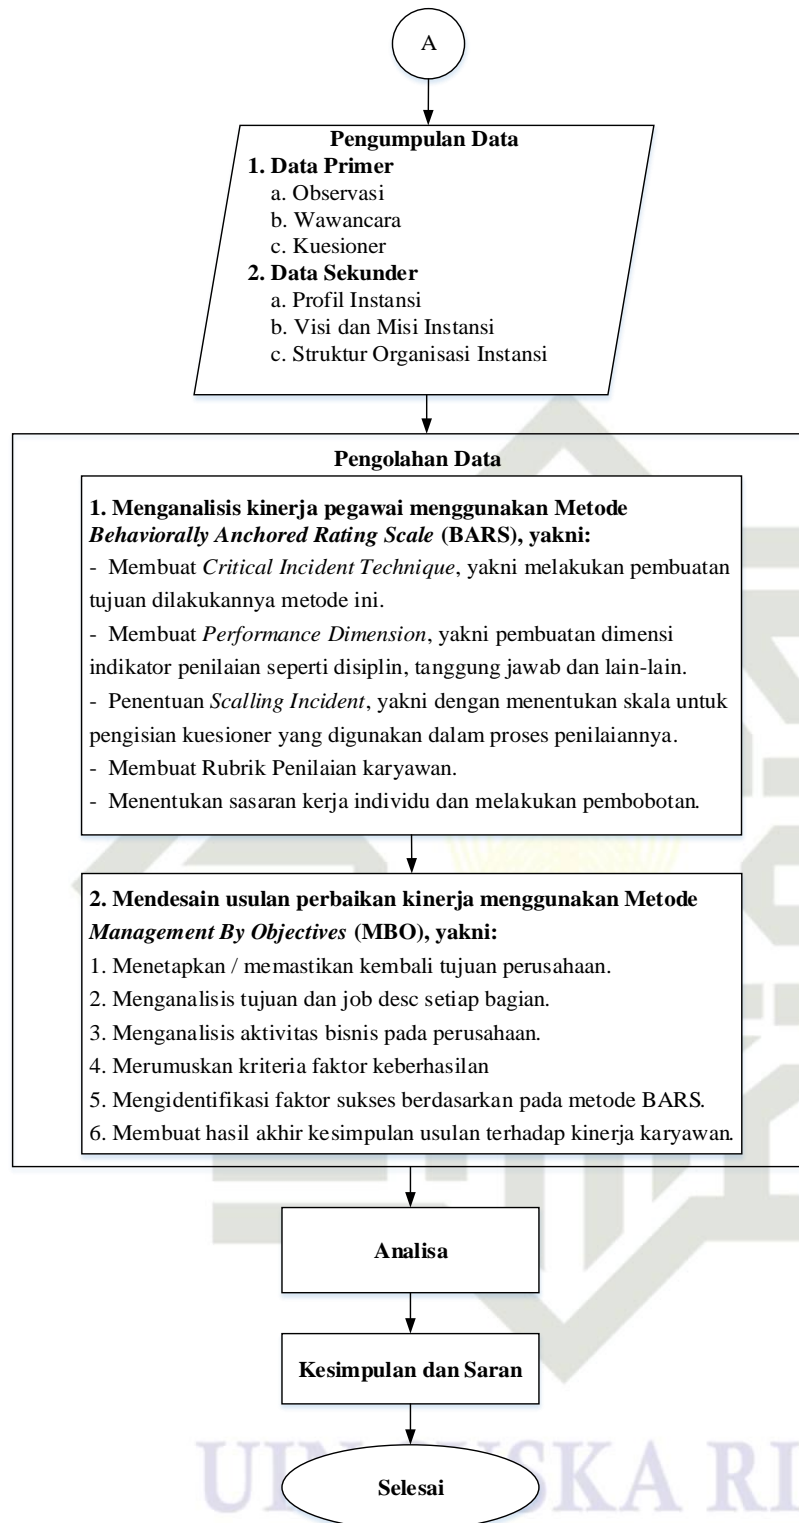 A
Pengumpulan Data
1. Data Primer
a. Observasi
b. Wawancara
c. Kuesioner
2. Data Sekunder
a. Profil Instansi
b. Visi dan Misi Instansi
c. Struktur Organisasi Instansi
Pengolahan Data
1. Menganalisis kinerja pegawai menggunakan Metode
Behaviorally Anchored Rating Scale (BARS), yakni:
- Membuat Critical Incident Technique, yakni melakukan pembuatan
tujuan dilakukannya metode ini.
- Membuat Performance Dimension, yakni pembuatan dimensi
indikator penilaian seperti disiplin, tanggung jawab dan lain-lain.
- Penentuan Scalling Incident, yakni dengan menentukan skala untuk
pengisian kuesioner yang digunakan dalam proses penilaiannya.
- Membuat Rubrik Penilaian karyawan.
- Menentukan sasaran kerja individu dan melakukan pembobotan.
2. Mendesain usulan perbaikan kinerja menggunakan Metode
Management By Objectives (MBO), yakni:
1. Menetapkan / memastikan kembali tujuan perusahaan.
2. Menganalisis tujuan dan job desc setiap bagian.
3. Menganalisis aktivitas bisnis pada perusahaan.
4. Merumuskan kriteria faktor keberhasilan
5. Mengidentifikasi faktor sukses berdasarkan pada metode BARS.
6. Membuat hasil akhir kesimpulan usulan terhadap kinerja karyawan.
Analisa
Kesimpulan dan Saran
Selesai